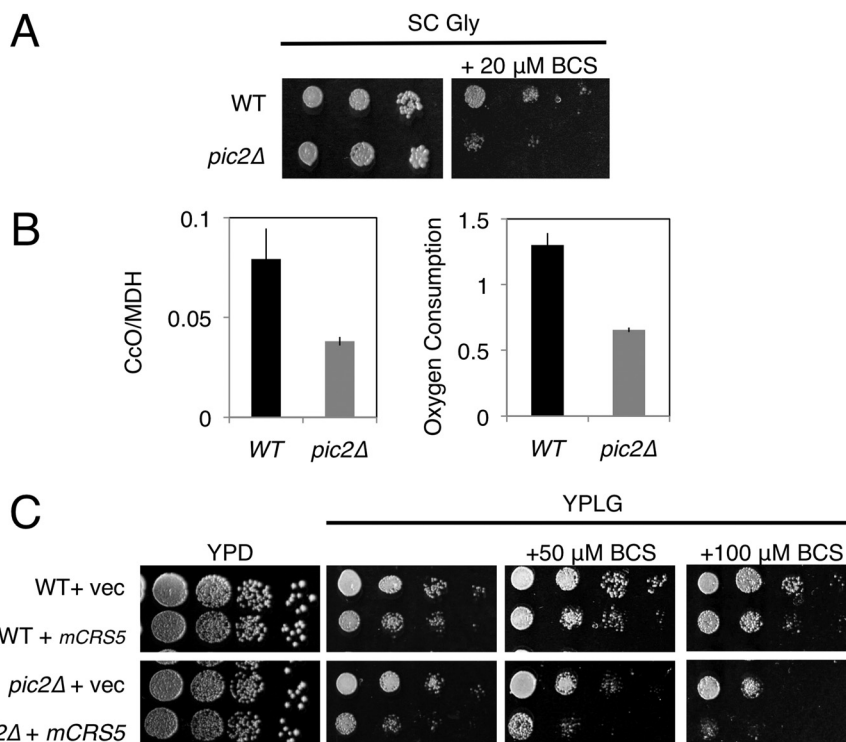 A
SC Gly
+ 20 µM BCS
WT
pic2Δ
B
CcO/MDH
0.1
0.05
0
WT
pic2Δ
Oxygen Consumption
1.5
1
0.5
0
WT
pic2Δ
C
YPLG
YPD
+50 µM BCS
+100 µM BCS
WT+ vec
WT + mCRS5
pic2Δ + vec
2Δ + mCRS5